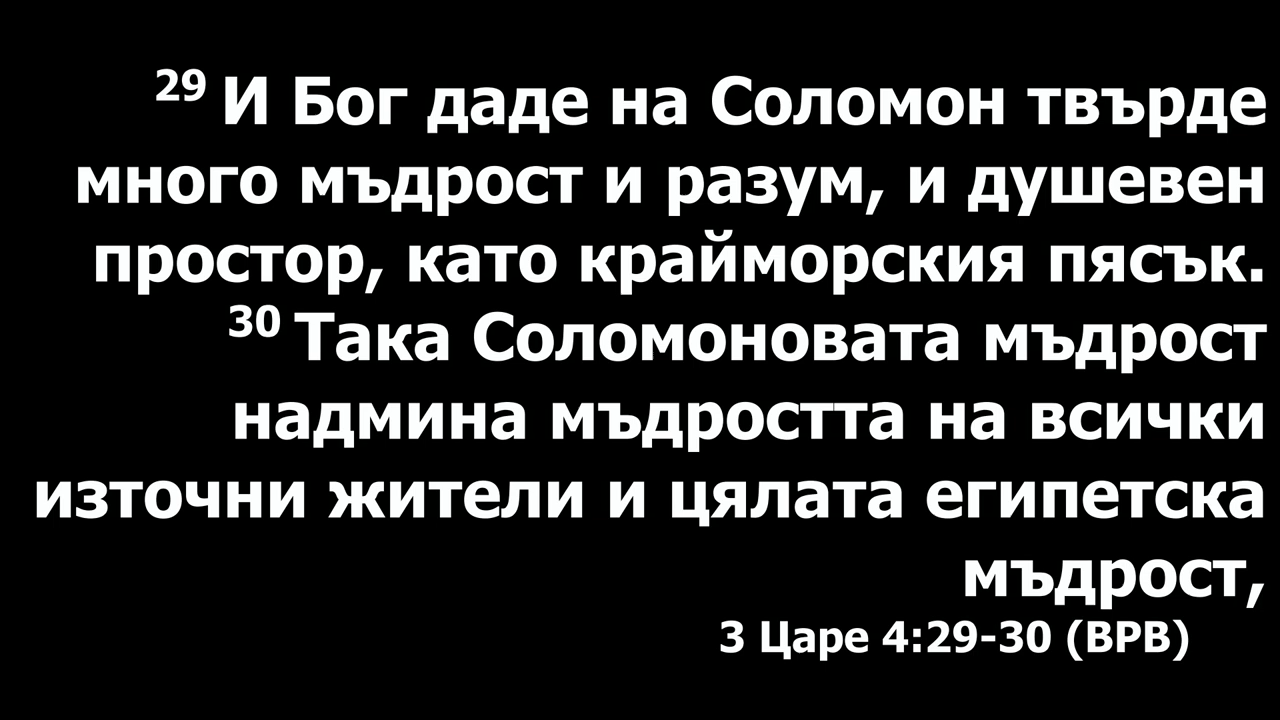 29 И Бог даде на Соломон твърде
много мъдрост и разум, и душевен
простор, като крайморския пясък.
30 Така Соломоновата мъдрост
надмина мъдростта на всички
източни жители и цялата египетска
мъдрост,
3 Царе 4:29-30 (ВРВ)